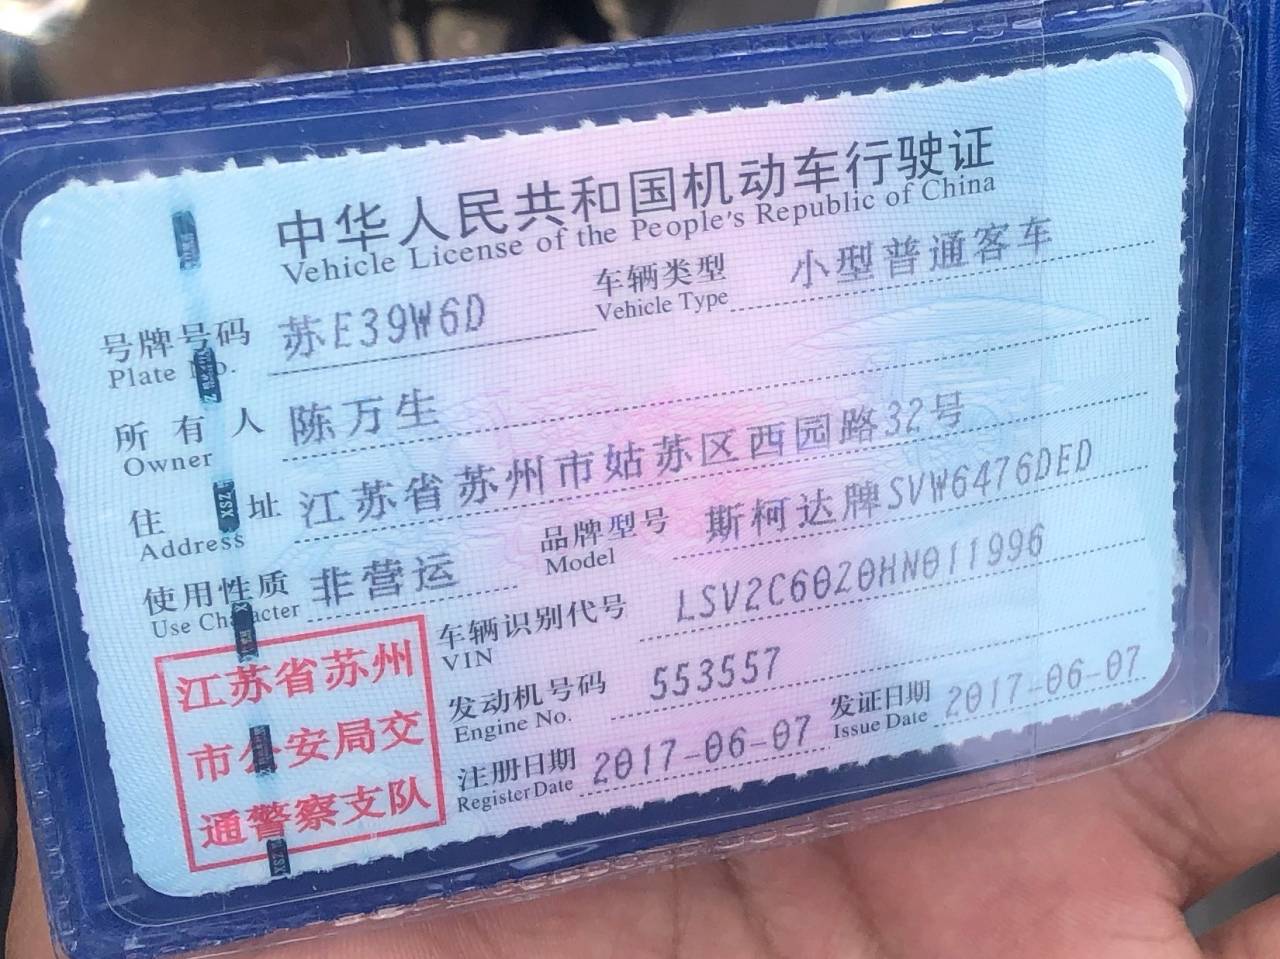 中华人民共和国机动车行驶证
Vehicle License of the People's Republic of China
号牌号码 苏E39W6D 车辆类型 小型普通客车
Plate No. Vehicle Type
所有人 陈万生
Owner
住址 江苏省苏州市姑苏区西园路32号
Address
使用性质 非营运 品牌型号 斯柯达牌SVW6476DED
Use Character Model
江苏省苏州
市公安局交
通警察支队
车辆识别代号 LSV2C60Z0HN011996
VIN
发动机号码 553557
Engine No.
注册日期 2017-06-07 发证日期 2017-06-07
Register Date Issue Date